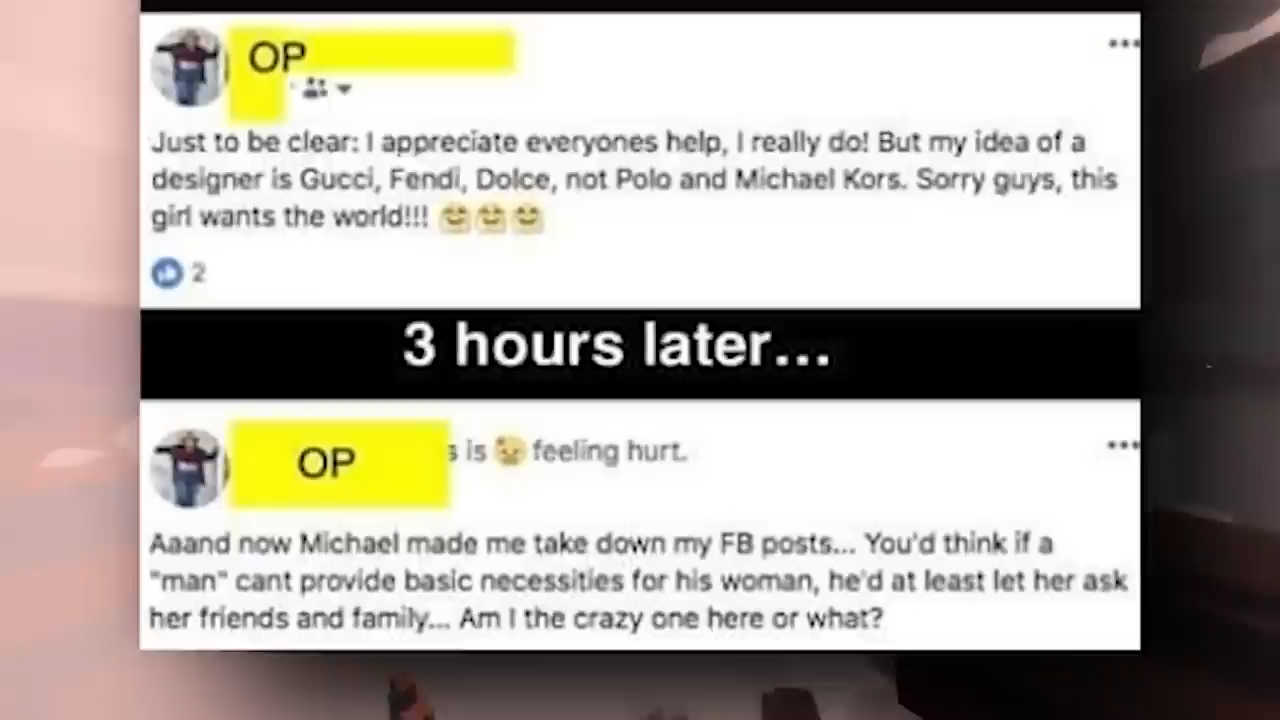 OP
Just to be clear: I appreciate everyones help, I really do! But my idea of a
designer is Gucci, Fendi, Dolce, not Polo and Michael Kors. Sorry guys, this
girl wants the world!!! 🤗🤗🤗
2
3 hours later...
OP s is 😥 feeling hurt.
Aaand now Michael made me take down my FB posts... You'd think if a
"man" cant provide basic necessities for his woman, he'd at least let her ask
her friends and family... Am I the crazy one here or what?